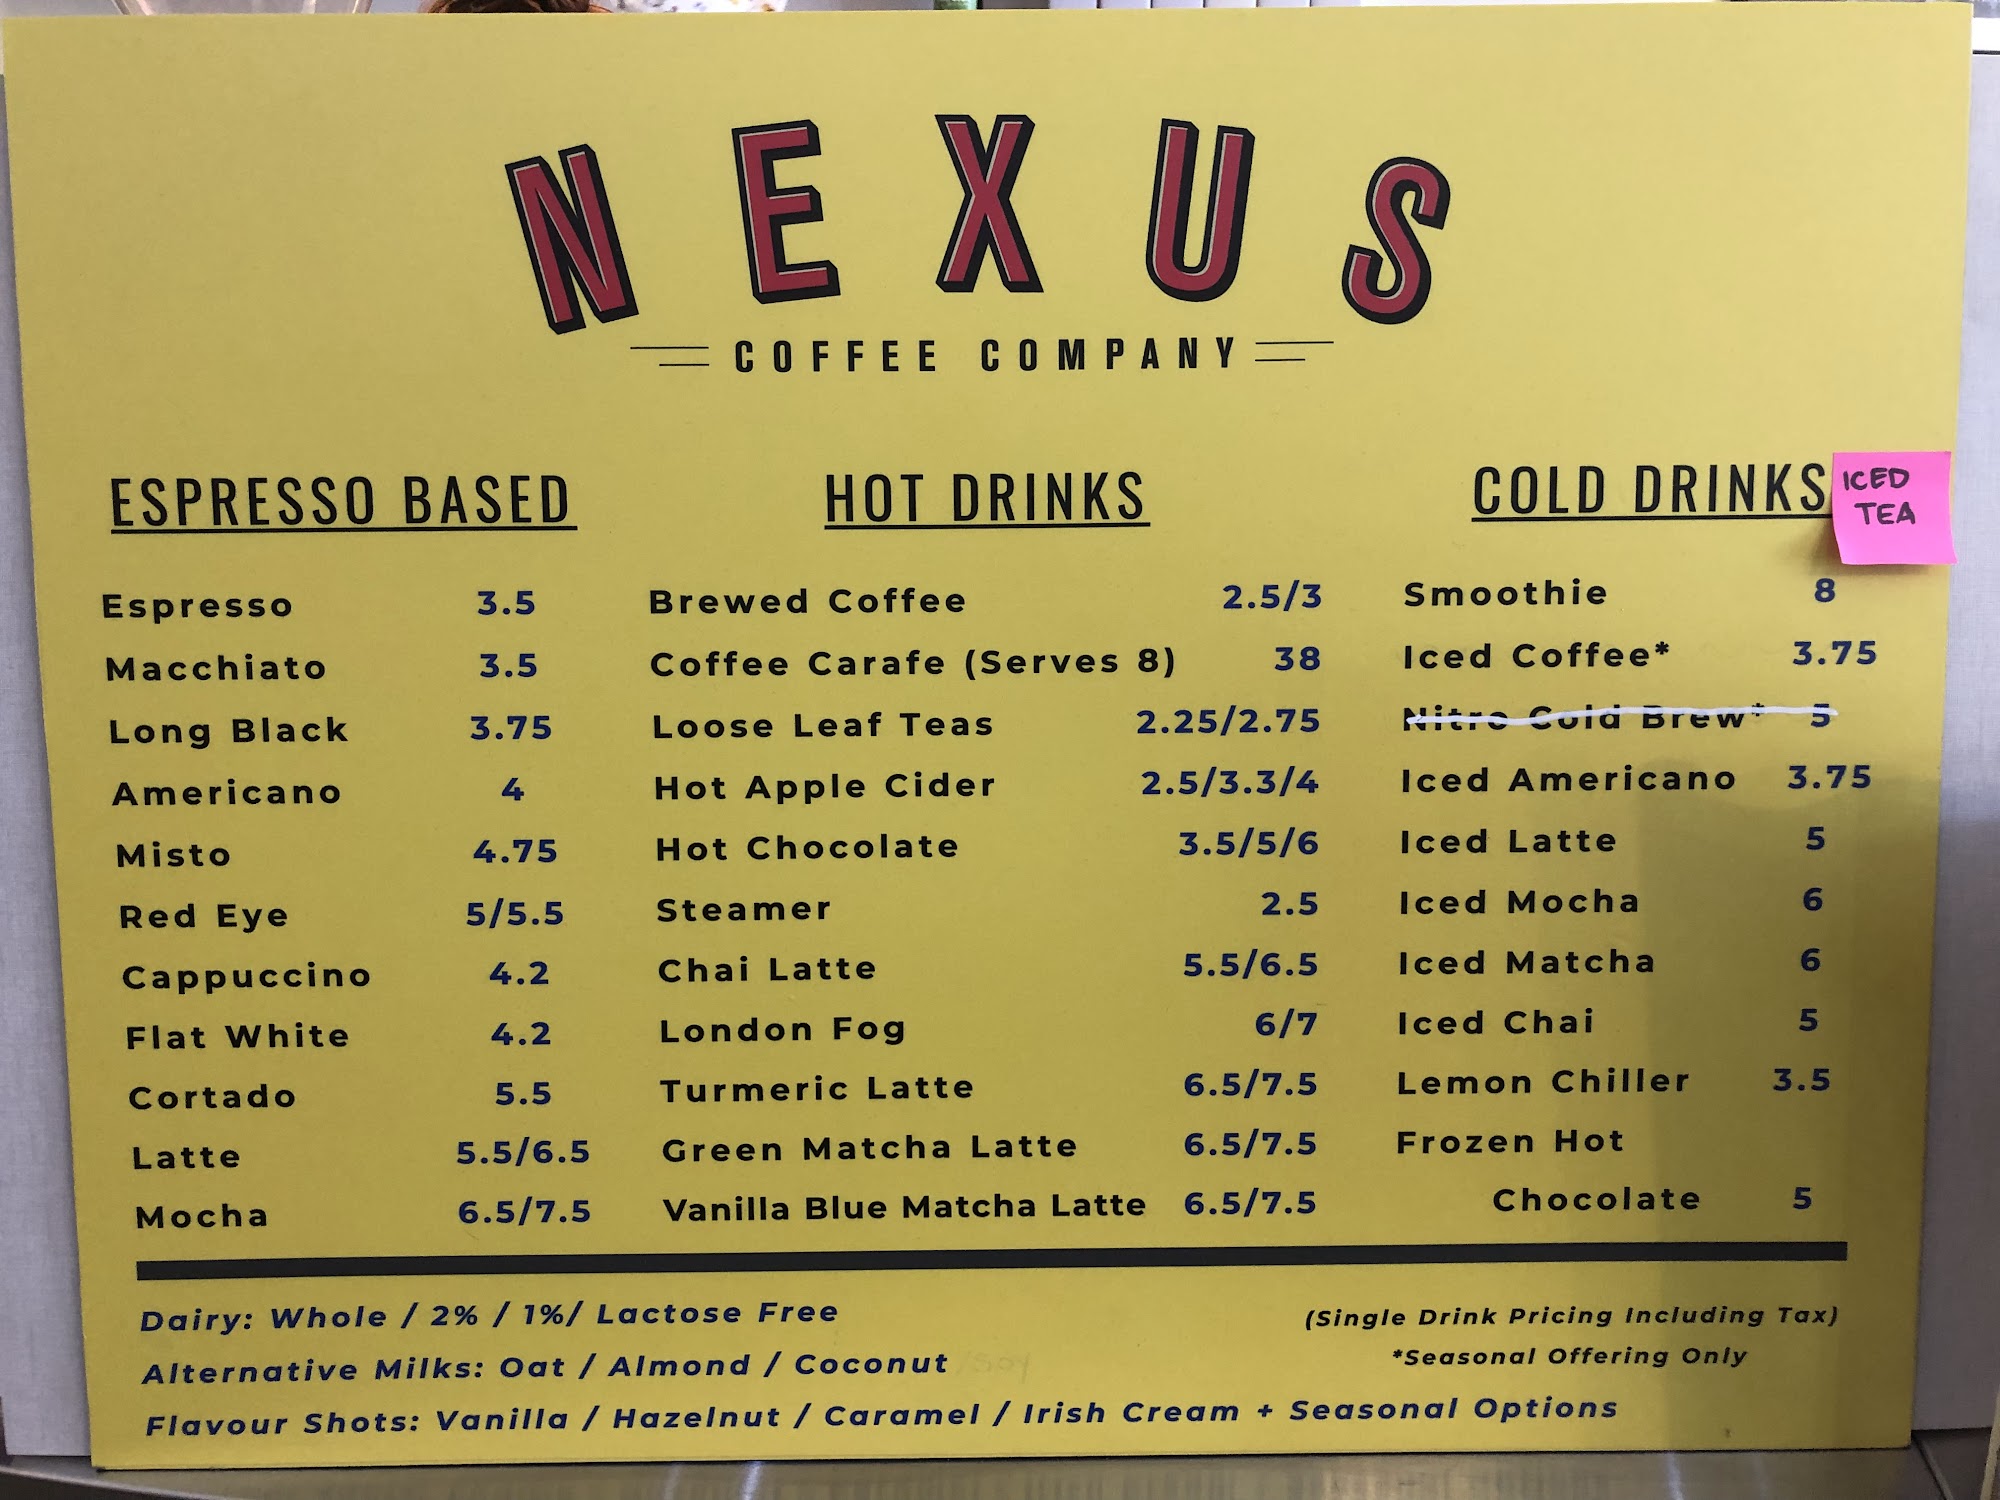 NEXUS
COFFEE COMPANY
ESPRESSO BASED
Espresso 3.5
Macchiato 3.5
Long Black 3.75
Americano 4
Misto 4.75
Red Eye 5/5.5
Cappuccino 4.2
Flat White 4.2
Cortado 5.5
Latte 5.5/6.5
Mocha 6.5/7.5
HOT DRINKS
Brewed Coffee 2.5/3
Coffee Carafe (Serves 8) 38
Loose Leaf Teas 2.25/2.75
Hot Apple Cider 2.5/3.3/4
Hot Chocolate 3.5/5/6
Steamer 2.5
Chai Latte 5.5/6.5
London Fog 6/7
Turmeric Latte 6.5/7.5
Green Matcha Latte 6.5/7.5
Vanilla Blue Matcha Latte 6.5/7.5
COLD DRINKS
ICED
TEA
Smoothie 8
Iced Coffee* 3.75
Nitro Cold Brew* 5
Iced Americano 3.75
Iced Latte 5
Iced Mocha 6
Iced Matcha 6
Iced Chai 5
Lemon Chiller 3.5
Frozen Hot
Chocolate 5
Dairy: Whole / 2% / 1%/ Lactose Free
Alternative Milks: Oat / Almond / Coconut /Soy
Flavour Shots: Vanilla / Hazelnut / Caramel / Irish Cream + Seasonal Options
(Single Drink Pricing Including Tax)
*Seasonal Offering Only